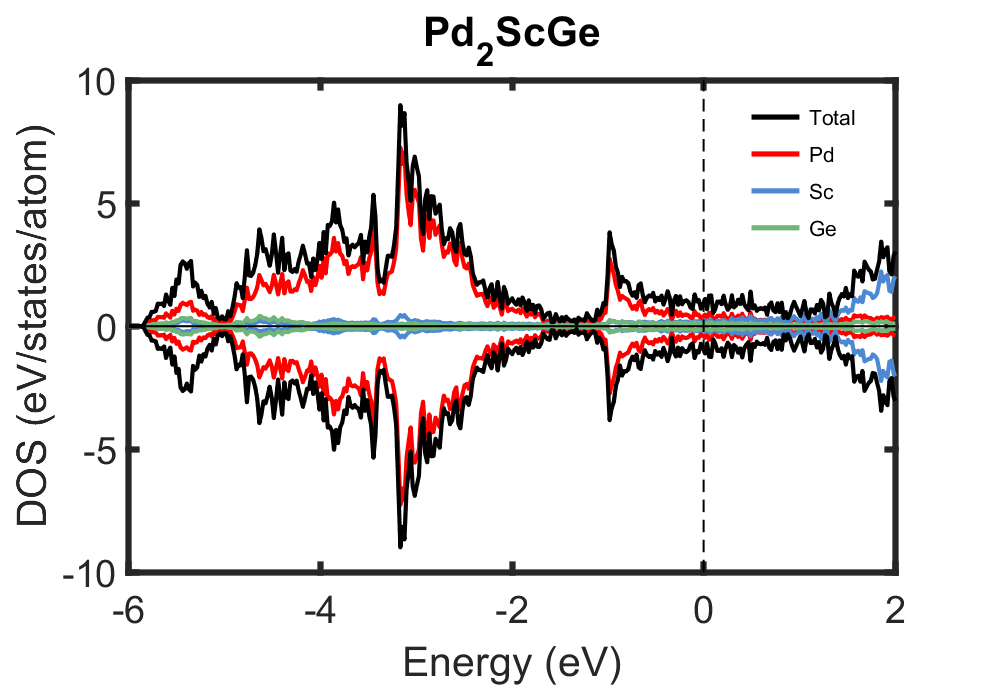 Pd2ScGe
10
5
0
-5
-10
DOS (eV/states/atom)
Total
Pd
Sc
Ge
-6 -4 -2 0 2
Energy (eV)